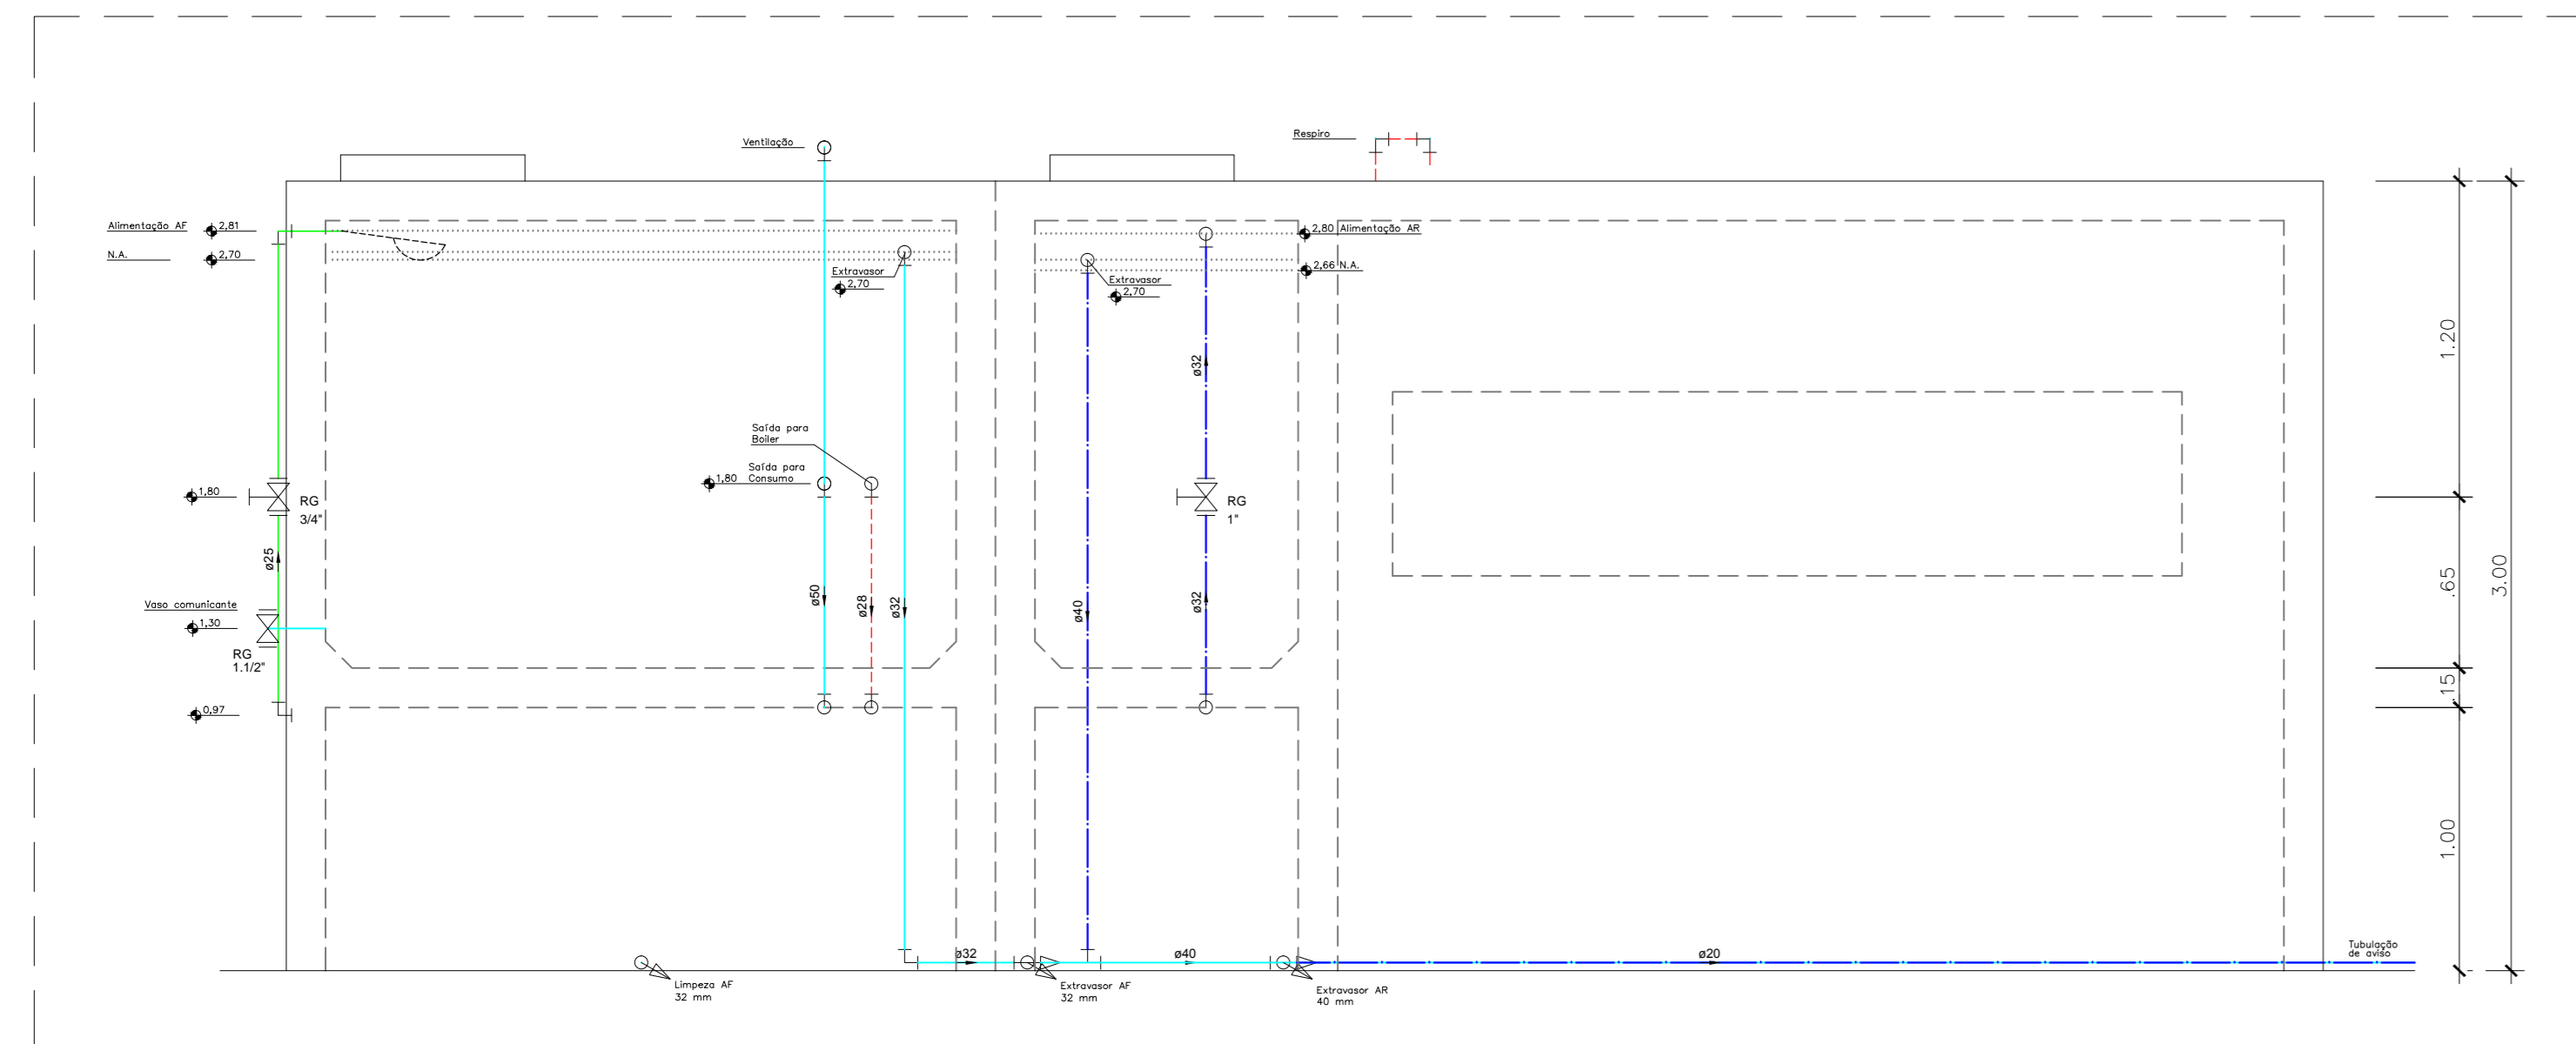 Ventilação
Respiro
Alimentação AF
2,81
N.A.
2,70
Extravasor
2,70
Extravasor
2,70
2,80 Alimentação AR
2,66 N.A.
1.20
3.00
ø32
Saída para
Boiler
1,80
Saída para
Consumo
1,80
RG
3/4"
RG
1"
ø25
ø50
ø28
ø32
ø40
ø32
.65
Vaso comunicante
1,30
RG
1.1/2"
.15
0,97
1.00
ø32
ø40
ø20
Tubulação
de aviso
Limpeza AF
32 mm
Extravasor AF
32 mm
Extravasor AR
40 mm